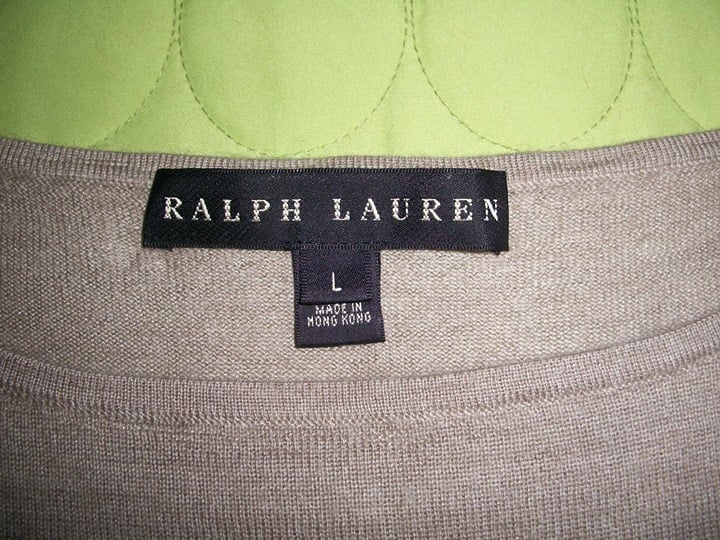 RALPH LAUREN
L
MADE IN
HONG KONG